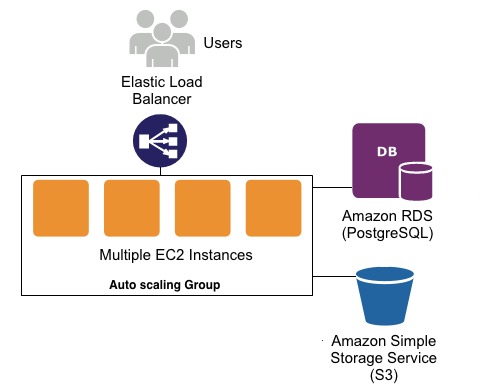 Users
Elastic Load
Balancer
DB
Amazon RDS
(PostgreSQL)
Multiple EC2 Instances
Auto scaling Group
Amazon Simple
Storage Service
(S3)